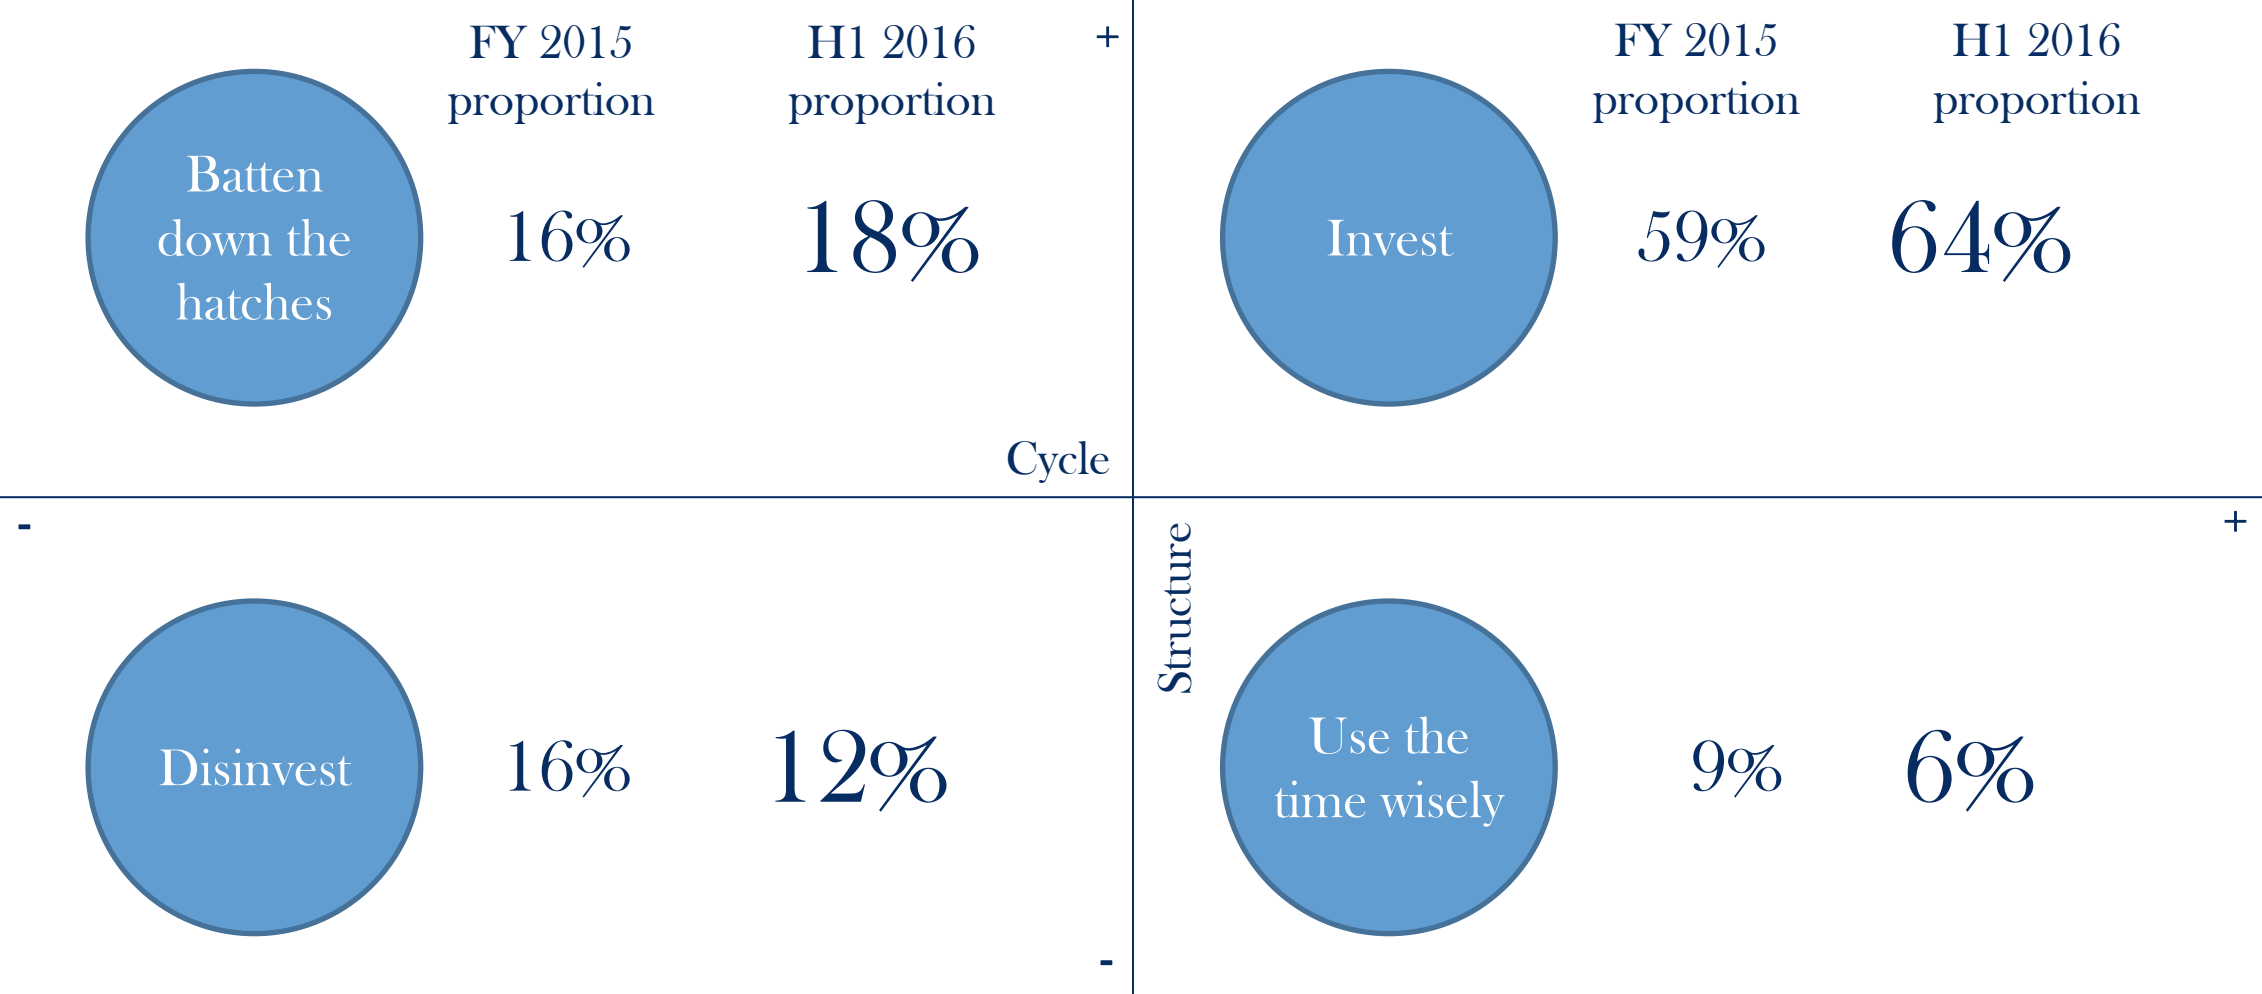 FY 2015
proportion
H1 2016
proportion
+
Batten
down the
hatches
16%
18%
Cycle
FY 2015
proportion
H1 2016
proportion
Invest
59%
64%
-
Disinvest
16%
12%
-
+
Structure
Use the
time wisely
9%
6%